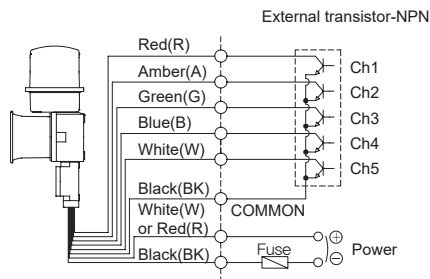 External transistor-NPN
Red(R)
Ch1
Amber(A)
Ch2
Green(G)
Ch3
Blue(B)
Ch4
White(W)
Ch5
Black(BK)
White(W)
COMMON
or Red(R)
Fuse
Power
Black(BK)